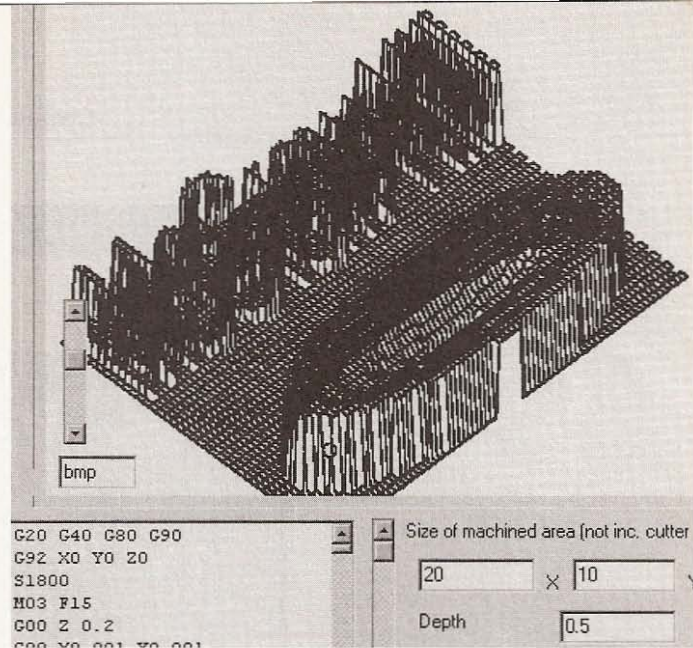 bmp
G20 G40 G80 G90
G92 X0 Y0 Z0
S1800
M03 F15
G00 Z 0.2
Size of machined area (not inc. cutter
20 X 10
Depth 0.5